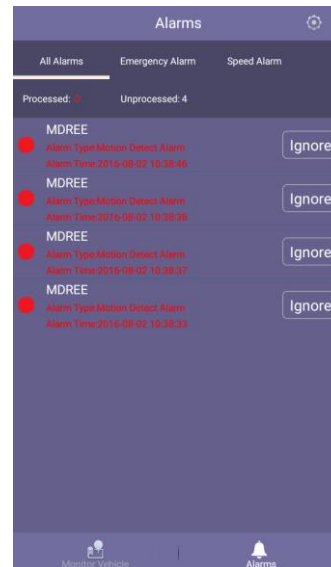 Alarms
All Alarms Emergency Alarm Speed Alarm
Processed: 0 Unprocessed: 4
MDREE
Alarm Type:Motion Detect Alarm
Alarm Time:2016-08-02 10:38:46
Ignore
MDREE
Alarm Type:Motion Detect Alarm
Alarm Time:2016-08-02 10:38:38
Ignore
MDREE
Alarm Type:Motion Detect Alarm
Alarm Time:2016-08-02 10:38:37
Ignore
MDREE
Alarm Type:Motion Detect Alarm
Alarm Time:2016-08-02 10:38:33
Ignore
Monitor Vehicle Alarms